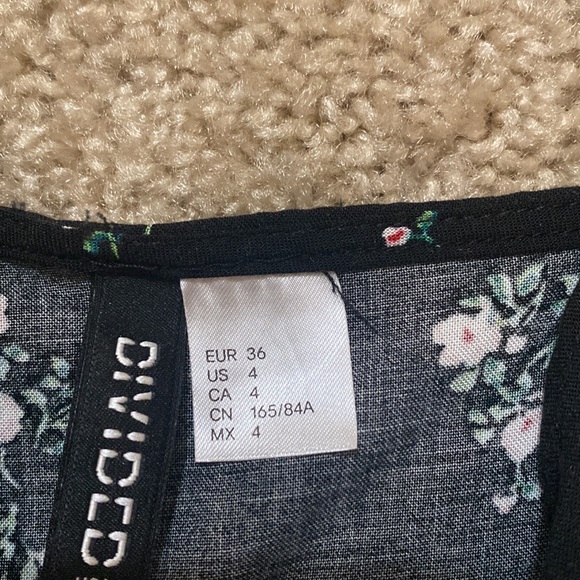 EUR 36
US 4
CA 4
CN 165/84A
MX 4
DIVIDED